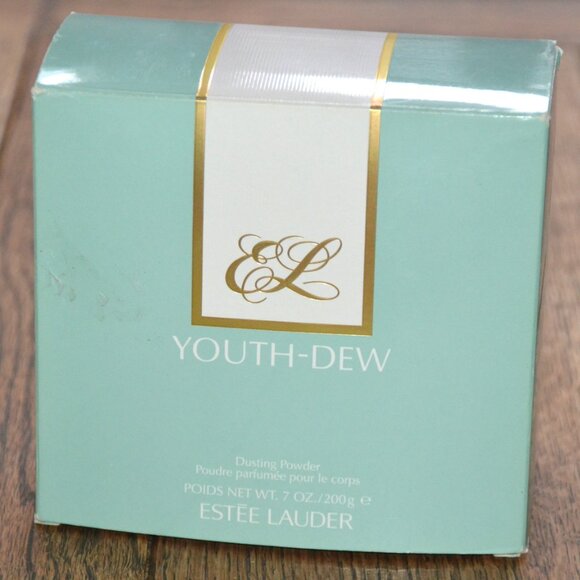 EL
YOUTH-DEW
Dusting Powder
Poudre parfumée pour le corps
POIDS NET WT. 7 OZ./200g ℮
ESTĒE LAUDER